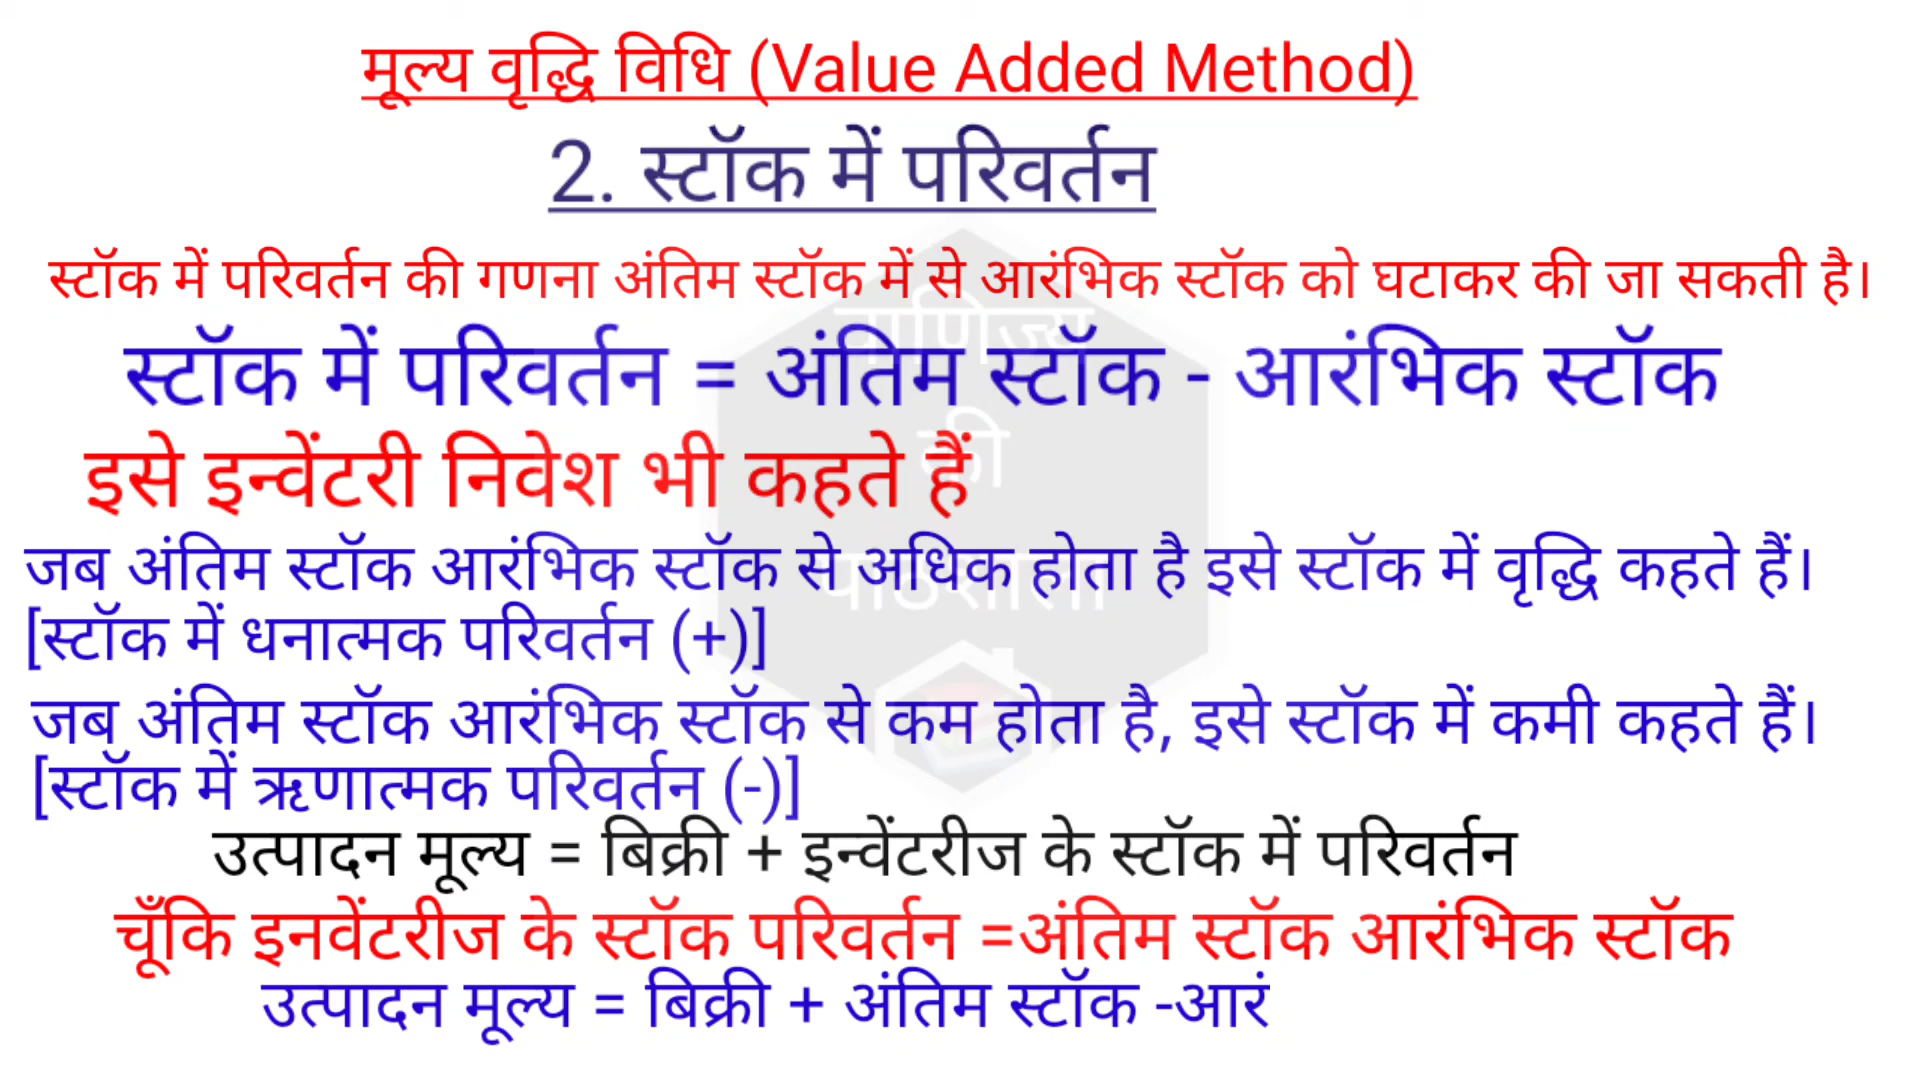 मूल्य वृद्धि विधि (Value Added Method)
2. स्टॉक में परिवर्तन
स्टॉक में परिवर्तन की गणना अंतिम स्टॉक में से आरंभिक स्टॉक को घटाकर की जा सकती है।
स्टॉक में परिवर्तन = अंतिम स्टॉक - आरंभिक स्टॉक
इसे इन्वेंटरी निवेश भी कहते हैं
जब अंतिम स्टॉक आरंभिक स्टॉक से अधिक होता है इसे स्टॉक में वृद्धि कहते हैं।
[स्टॉक में धनात्मक परिवर्तन (+)]
जब अंतिम स्टॉक आरंभिक स्टॉक से कम होता है, इसे स्टॉक में कमी कहते हैं।
[स्टॉक में ऋणात्मक परिवर्तन (-)]
उत्पादन मूल्य = बिक्री + इन्वेंटरीज के स्टॉक में परिवर्तन
चूँकि इनवेंटरीज के स्टॉक परिवर्तन =अंतिम स्टॉक आरंभिक स्टॉक
उत्पादन मूल्य = बिक्री + अंतिम स्टॉक -आरं
वाणिज्य
की
पाठशाला